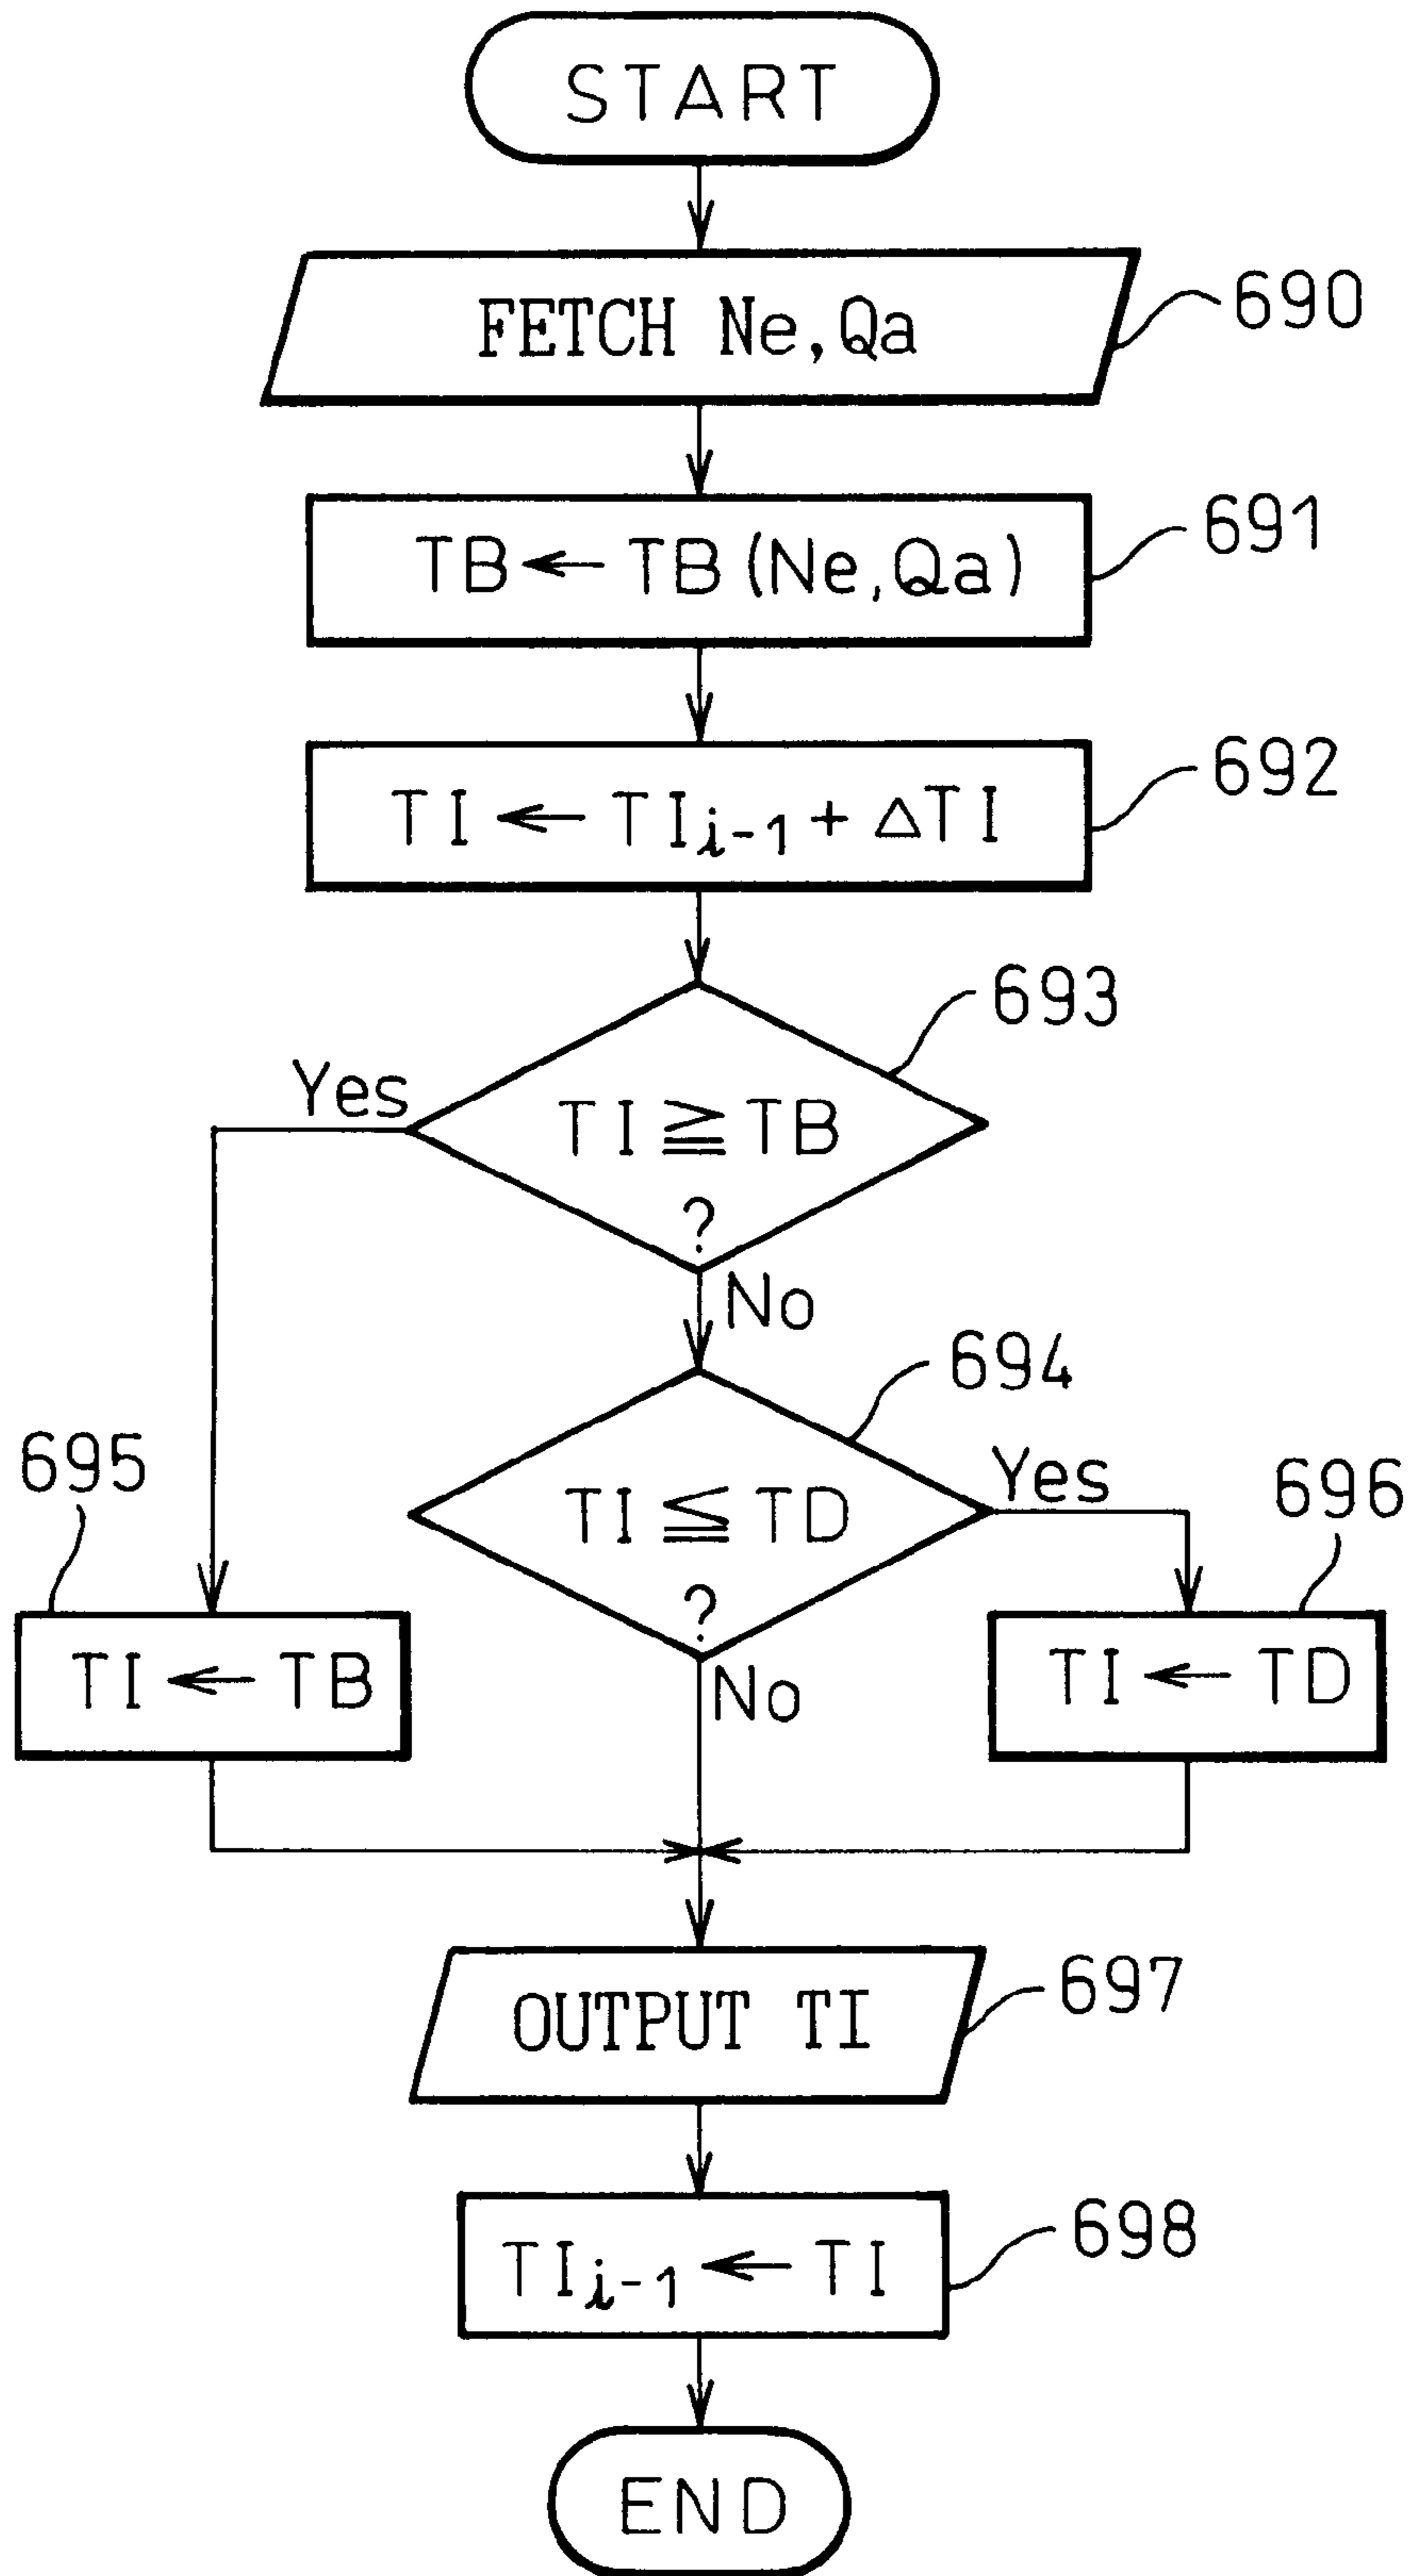 START
FETCH Ne,Qa
690
TB ← TB (Ne,Qa)
691
TI ← TIi-1 + △TI
692
693
Yes
TI ≧ TB
?
No
694
TI ≦ TD
?
Yes
No
695
TI ← TB
696
TI ← TD
OUTPUT TI
697
TIi-1 ← TI
698
END